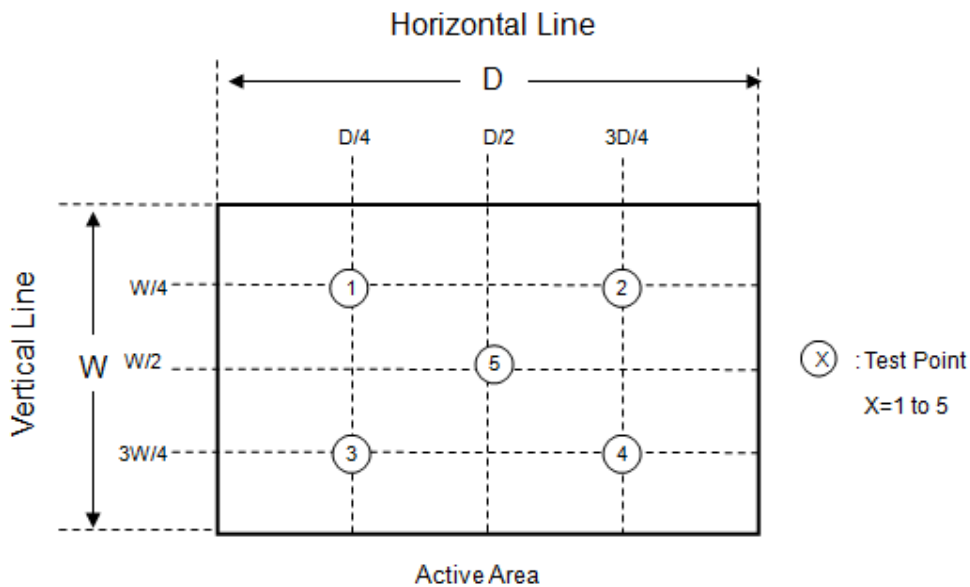 Horizontal Line
D
D/4 D/2 3D/4
Vertical Line
W
W/4
1 2
W/2
5
X : Test Point
X=1 to 5
3W/4
3 4
Active Area